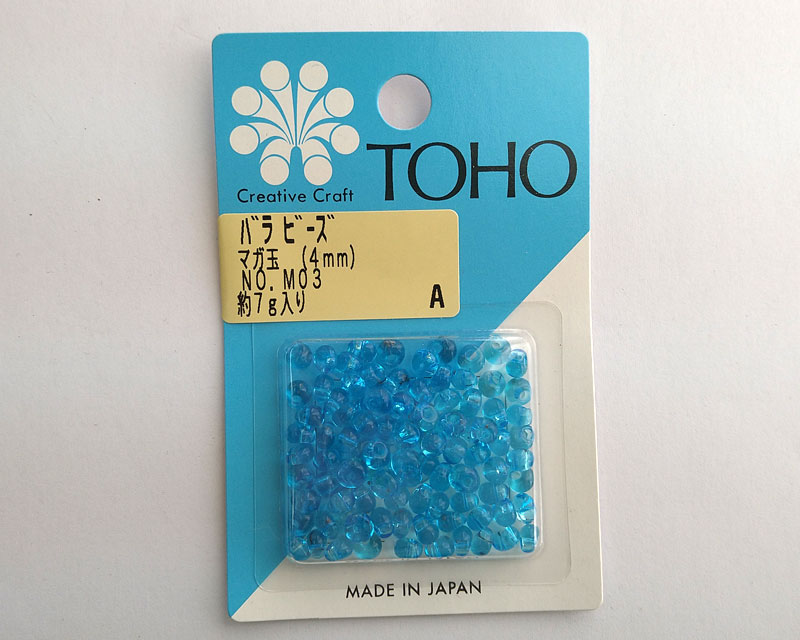 TOHO
Creative Craft
バラ ビーズ
マガ玉 (4mm)
NO. M03
約7g入り
A
MADE IN JAPAN